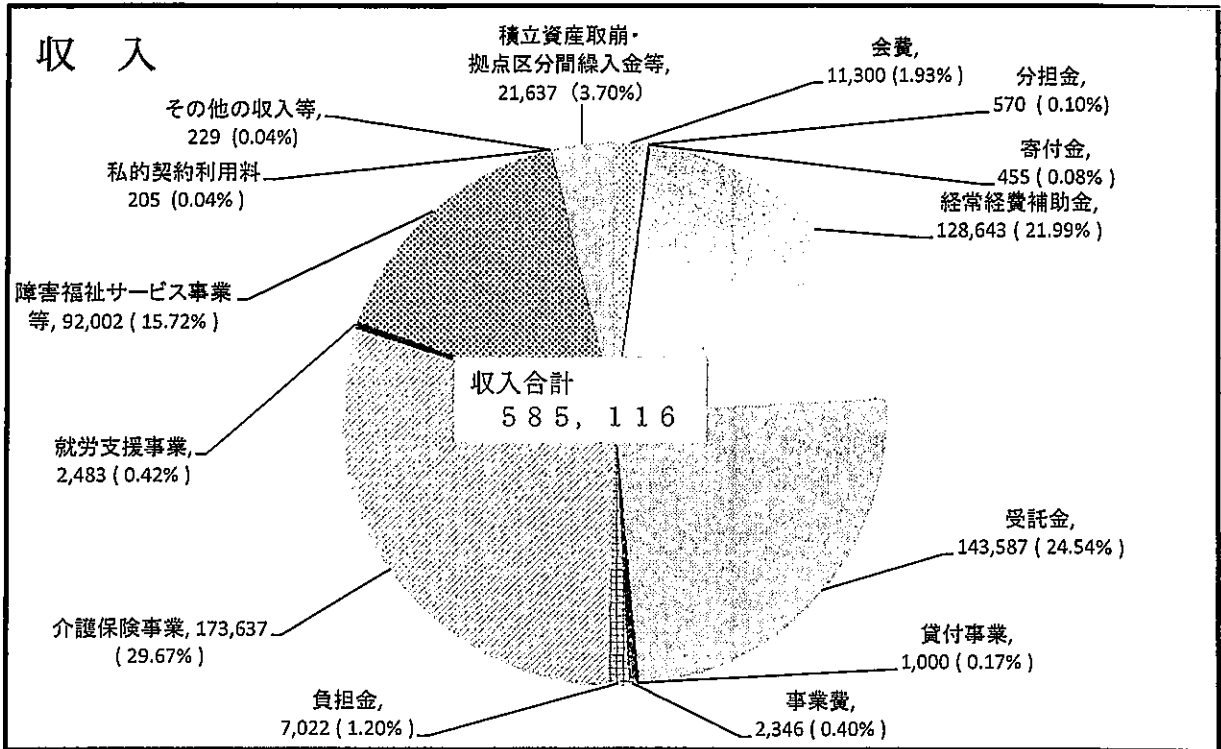 収 入
積立資産取崩・
拠点区分間繰入金等,
21,637 (3.70%)
会費,
11,300 (1.93% )
分担金,
570 ( 0.10%)
寄付金,
455 ( 0.08% )
経常経費補助金,
128,643 ( 21.99% )
受託金,
143,587 ( 24.54% )
貸付事業,
1,000 ( 0.17% )
事業費,
2,346 ( 0.40% )
負担金,
7,022 ( 1.20% )
介護保険事業, 173,637
( 29.67% )
就労支援事業,
2,483 ( 0.42% )
障害福祉サービス事業
等, 92,002 ( 15.72% )
私的契約利用料
205 (0.04% )
その他の収入等,
229 (0.04%)
収入合計
585, 116